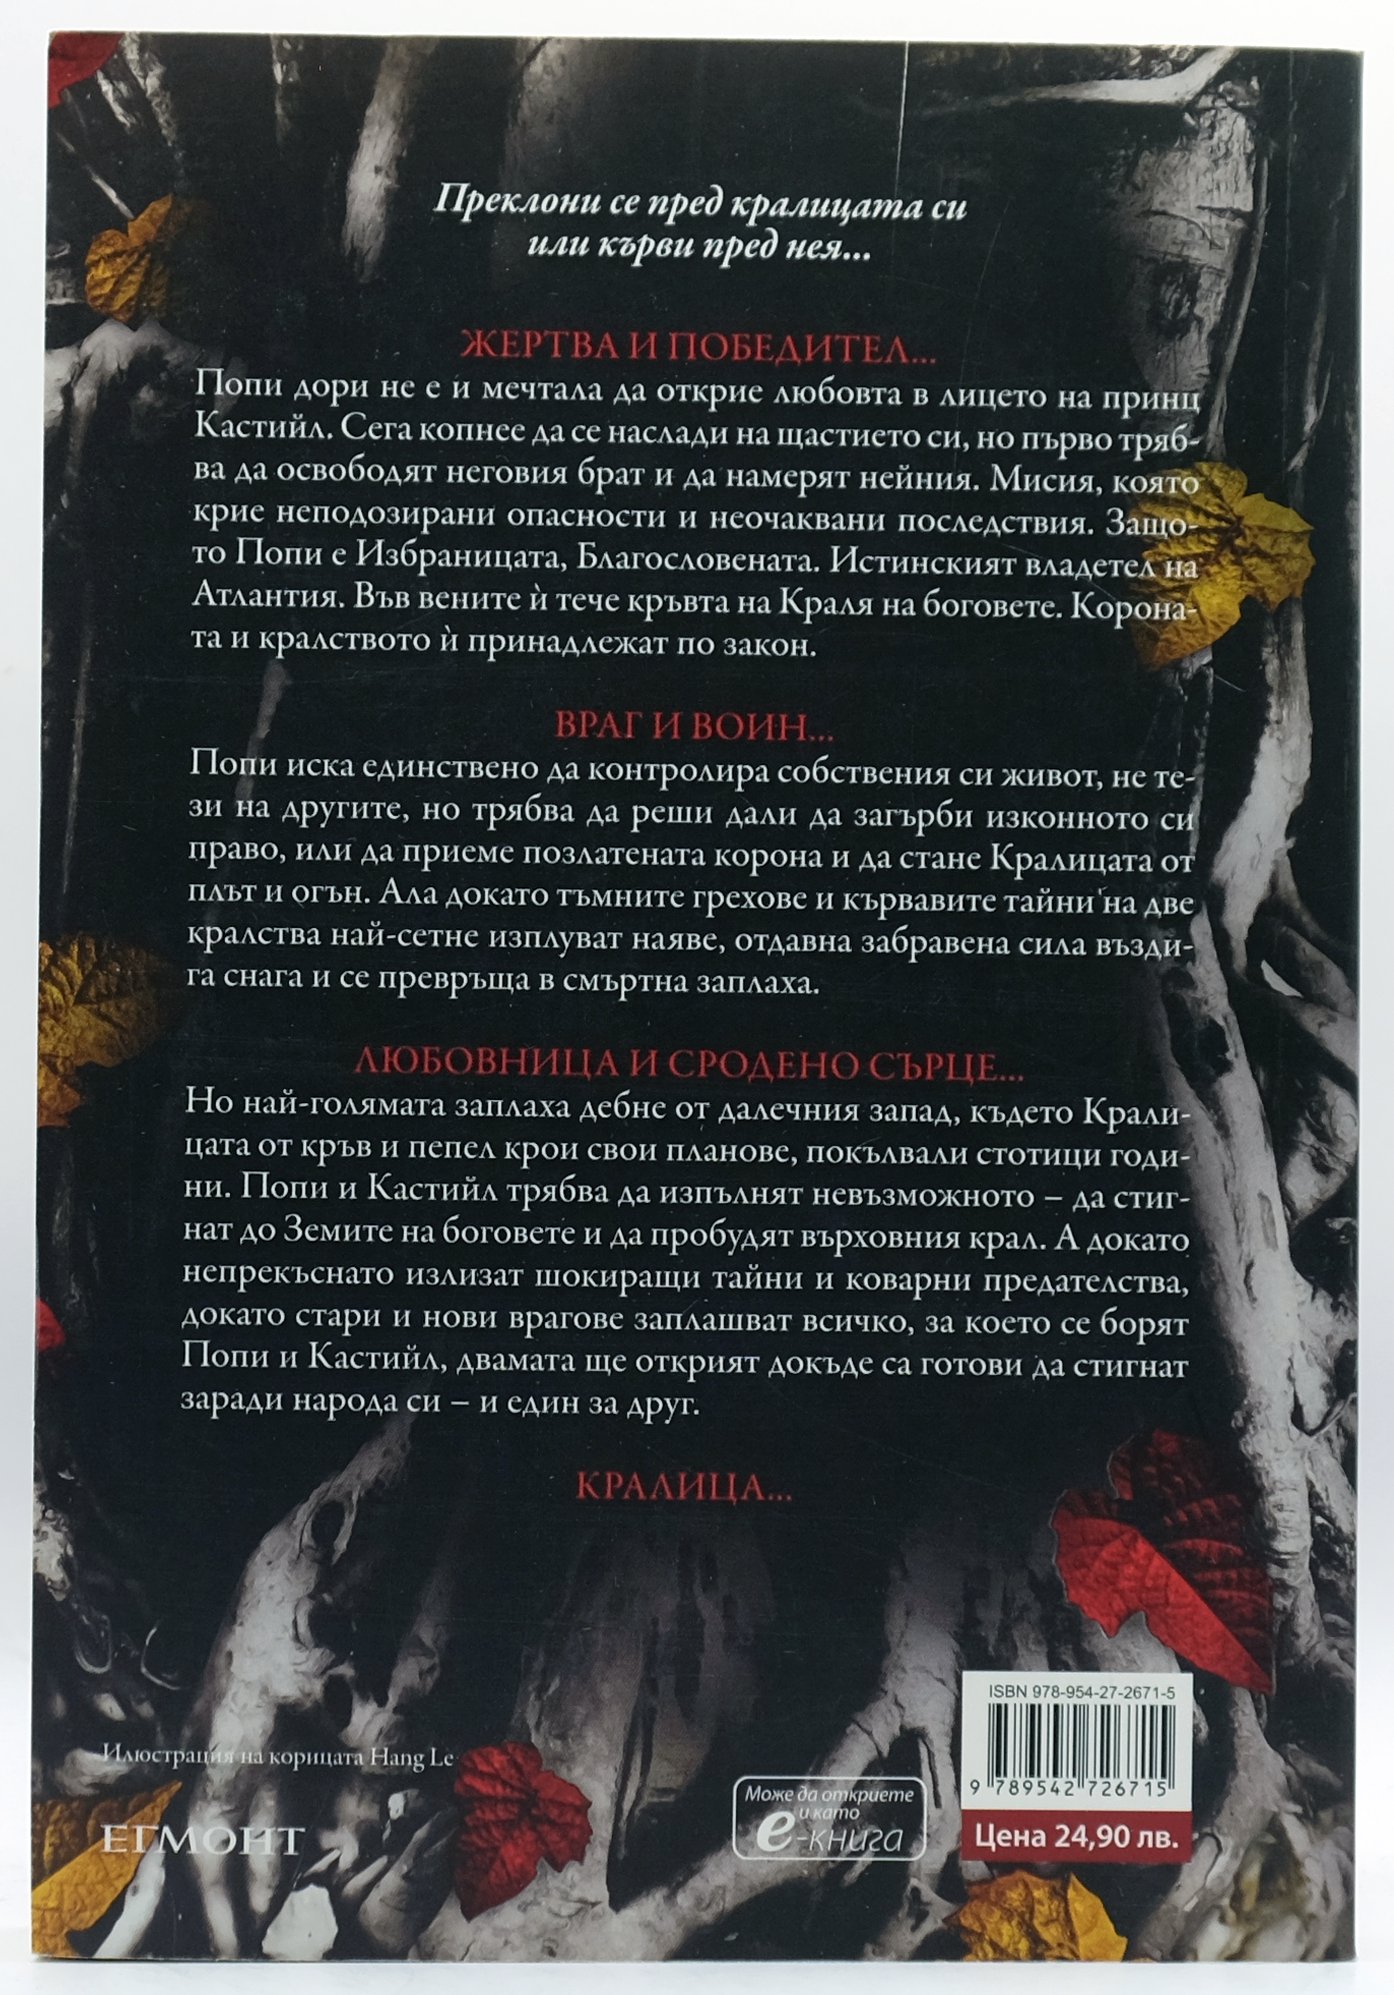 Преклони се пред кралицата си
или кърви пред нея...
ЖЕРТВА И ПОБЕДИТЕЛ...
Попи дори не е и мечтала да открие любовта в лицето на принц
Кастийл. Сега копнее да се наслади на щастието си, но първо тряб-
ва да освободят неговия брат и да намерят нейния. Мисия, която
крие неподозирани опасности и неочаквани последствия. Защо-
то Попи е Избраницата, Благословената. Истинският владетел на
Атлантия. Във вените ѝ тече кръвта на Краля на боговете. Корона-
та и кралството ѝ принадлежат по закон.
ВРАГ И ВОИН...
Попи иска единствено да контролира собствения си живот, не те-
зи на другите, но трябва да реши дали да загърби изконното си
право, или да приеме позлатената корона и да стане Кралицата от
плът и огън. Ала докато тъмните грехове и кървавите тайни на две
кралства най-сетне изплуват наяве, отдавна забравена сила възди-
га снага и се превръща в смъртна заплаха.
ЛЮБОВНИЦА И СРОДЕНО СЪРЦЕ...
Но най-голямата заплаха дебне от далечния запад, където Крали-
цата от кръв и пепел крои свои планове, покълвали стотици годи-
ни. Попи и Кастийл трябва да изпълнят невъзможното – да стиг-
нат до Земите на боговете и да пробудят върховния крал. А докато
непрекъснато излизат шокиращи тайни и коварни предателства,
докато стари и нови врагове заплашват всичко, за което се борят
Попи и Кастийл, двамата ще открият докъде са готови да стигнат
заради народа си – и един за друг.
КРАЛИЦА...
ISBN 978-954-27-2671-5
9 789542 726715
Цена 24,90 лв.
Илюстрация на корицата Hang Le
Може да откриете
и като
е-книга
ЕГМОНТ